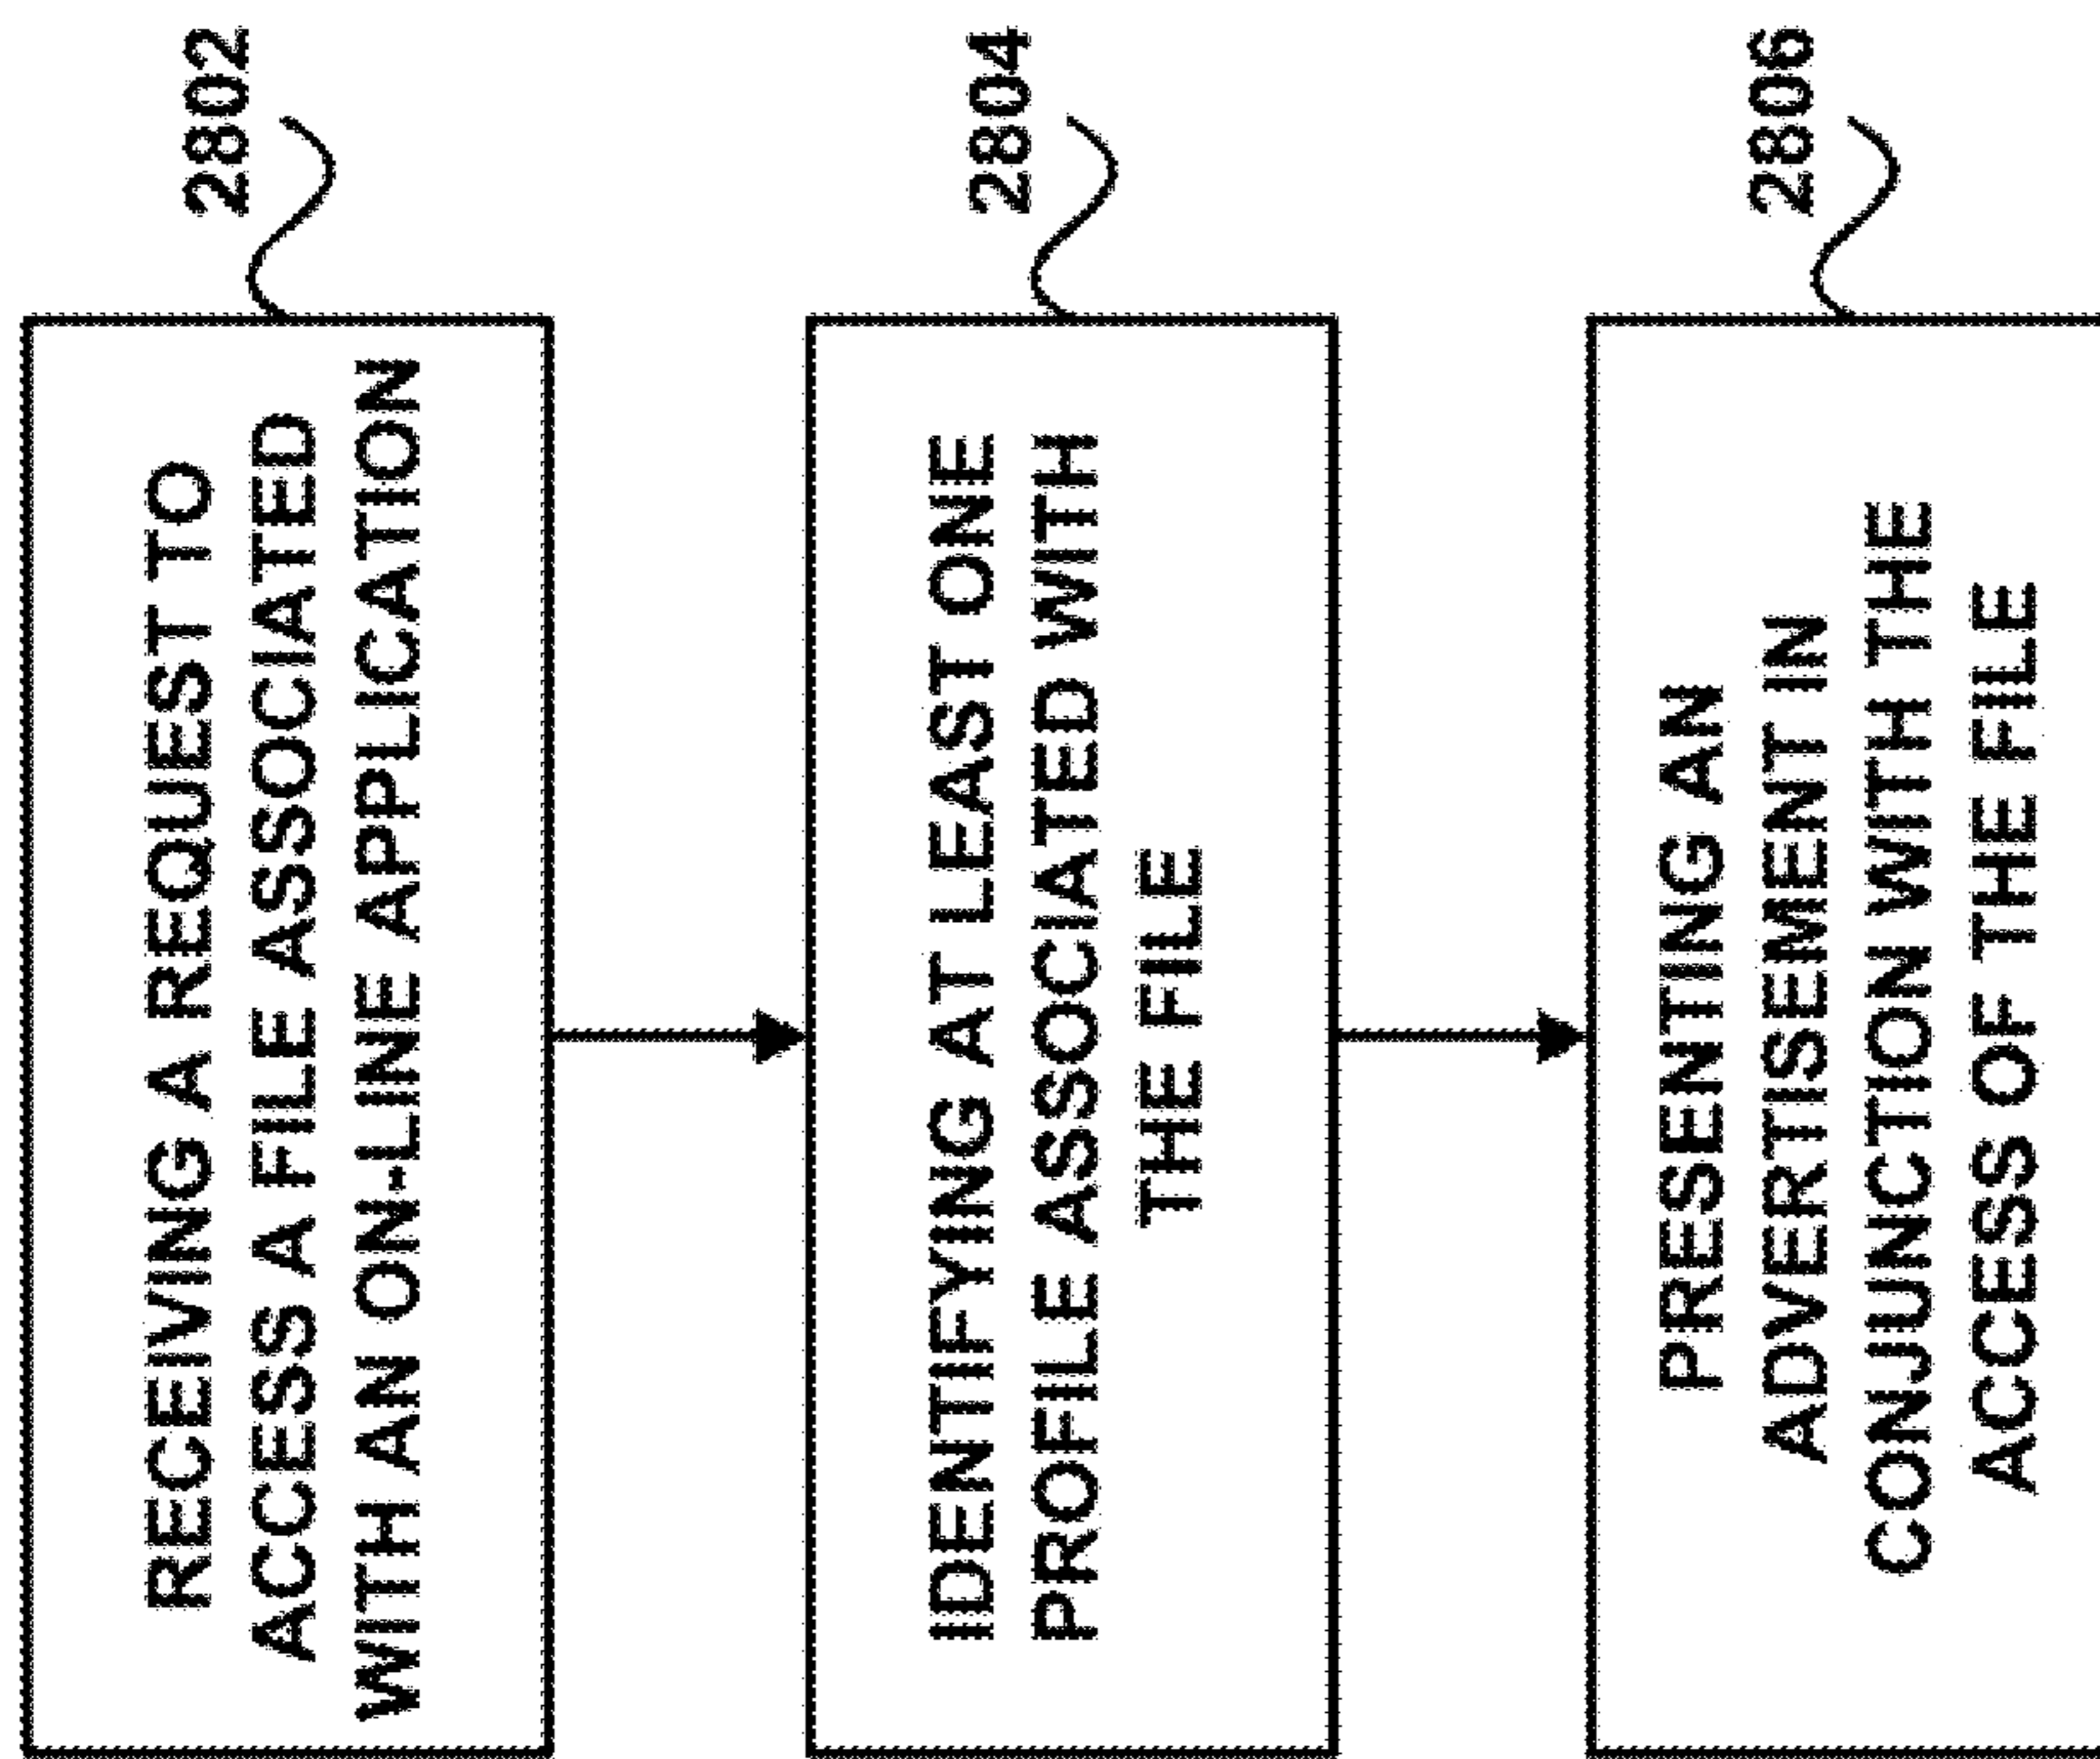 RECEIVING A REQUEST TO
ACCESS A FILE ASSOCIATED
WITH AN ON-LINE APPLICATION
2802
IDENTIFYING AT LEAST ONE
PROFILE ASSOCIATED WITH
THE FILE
2804
PRESENTING AN
ADVERTISEMENT IN
CONJUNCTION WITH THE
ACCESS OF THE FILE
2806